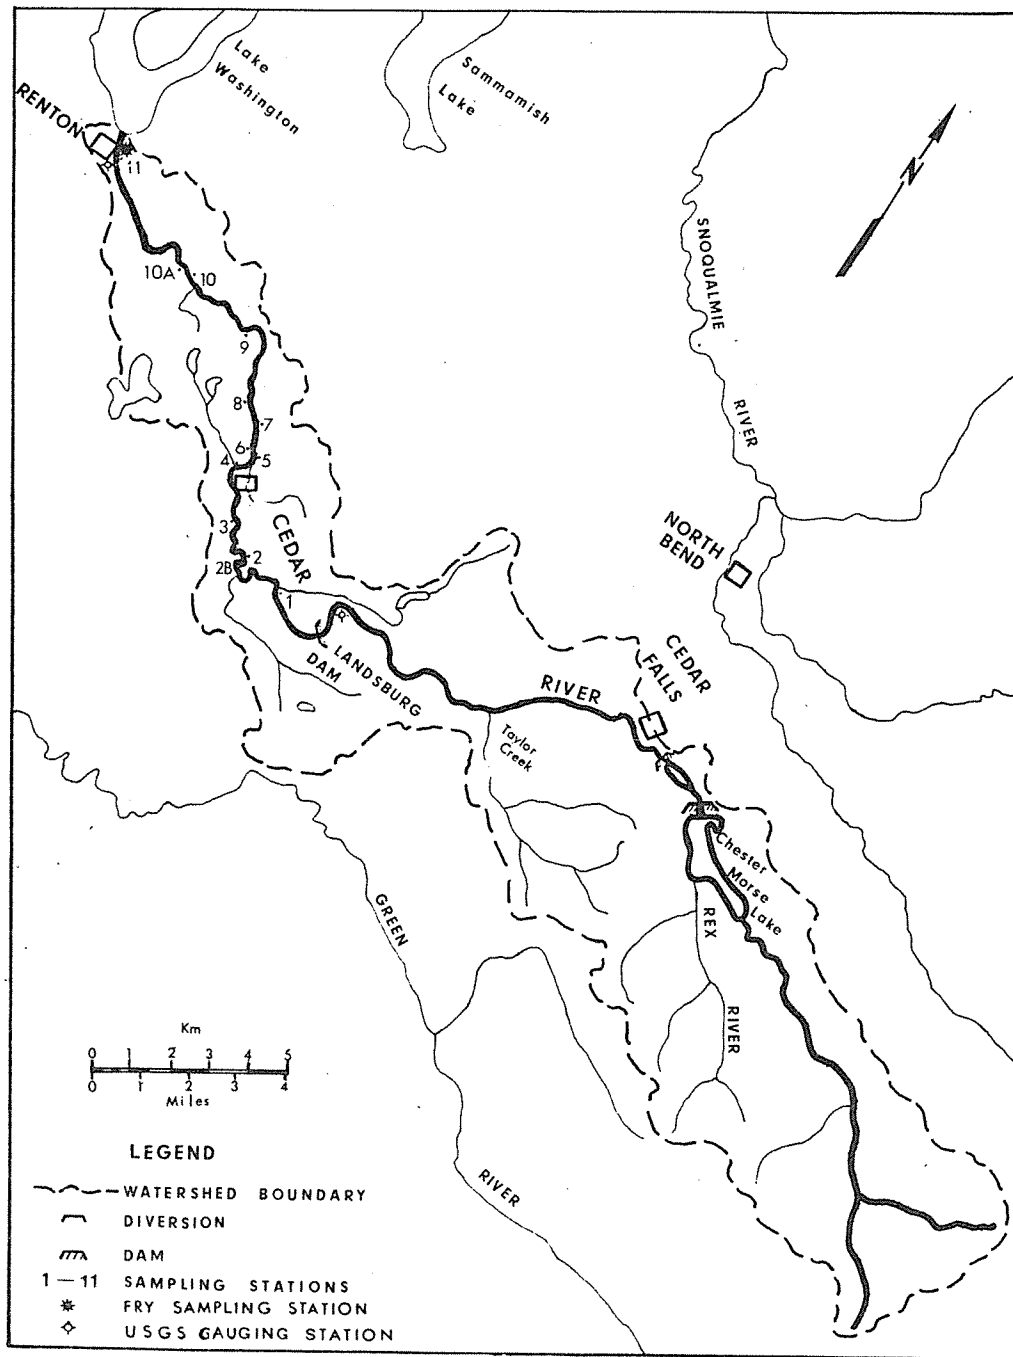 Lake
Washington
Sammamish
Lake
RENTON
N
11
SNOQUALMIE
RIVER
10A
10
9
8
7
6
5
4
3
2
2B
1
CEDAR
RIVER
NORTH
BEND
LANDSBURG
DAM
CEDAR
FALLS
Taylor
Creek
Chester
Morse
Lake
REX
RIVER
GREEN
RIVER
Km
0 1 2 3 4 5
0 1 2 3 4
Miles
LEGEND
WATERSHED BOUNDARY
DIVERSION
DAM
1 — 11 SAMPLING STATIONS
FRY SAMPLING STATION
USGS GAUGING STATION